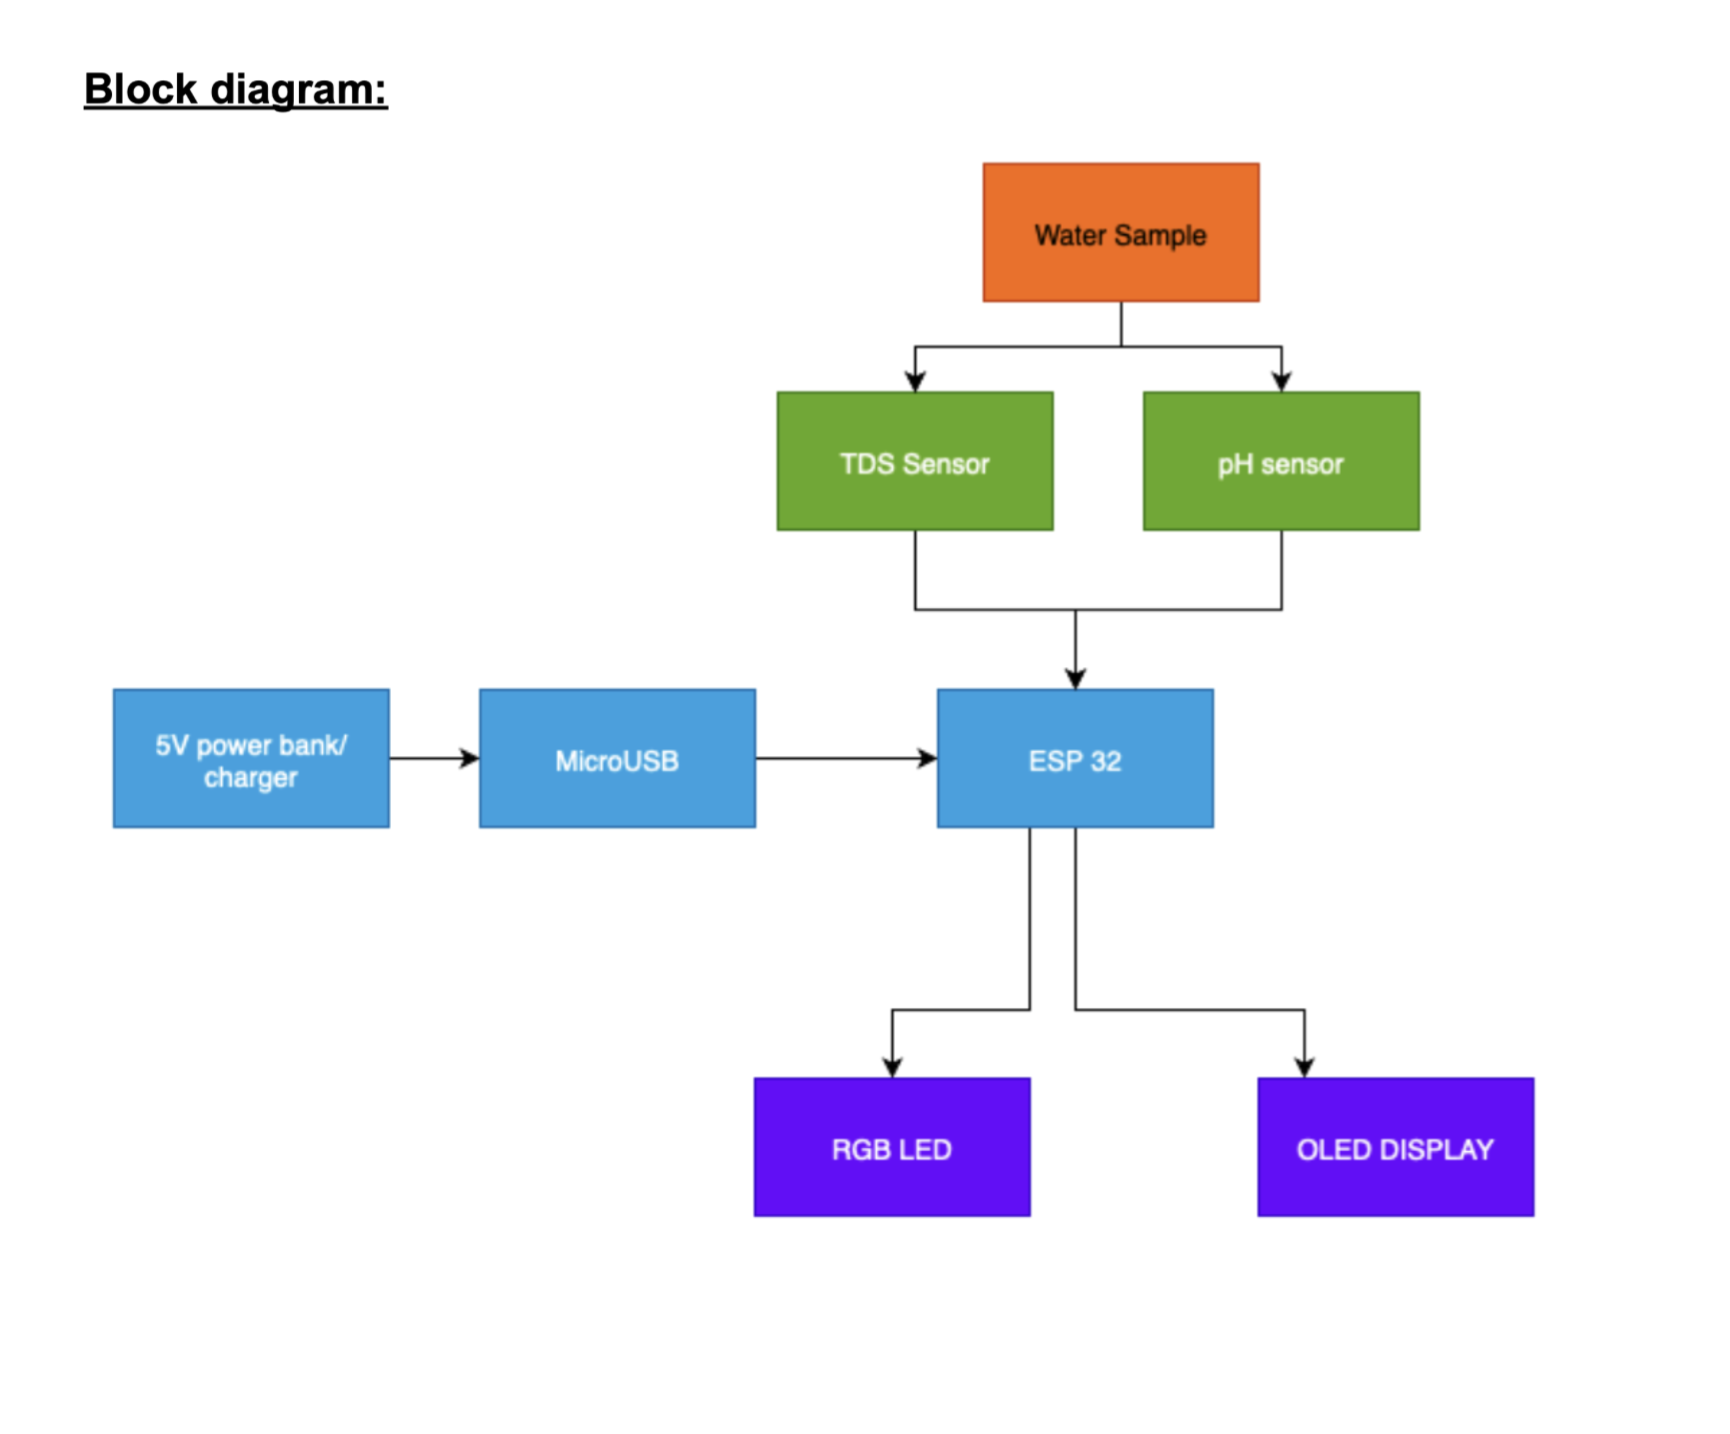 Block diagram:
Water Sample
TDS Sensor
pH sensor
5V power bank/
charger
MicroUSB
ESP 32
RGB LED
OLED DISPLAY